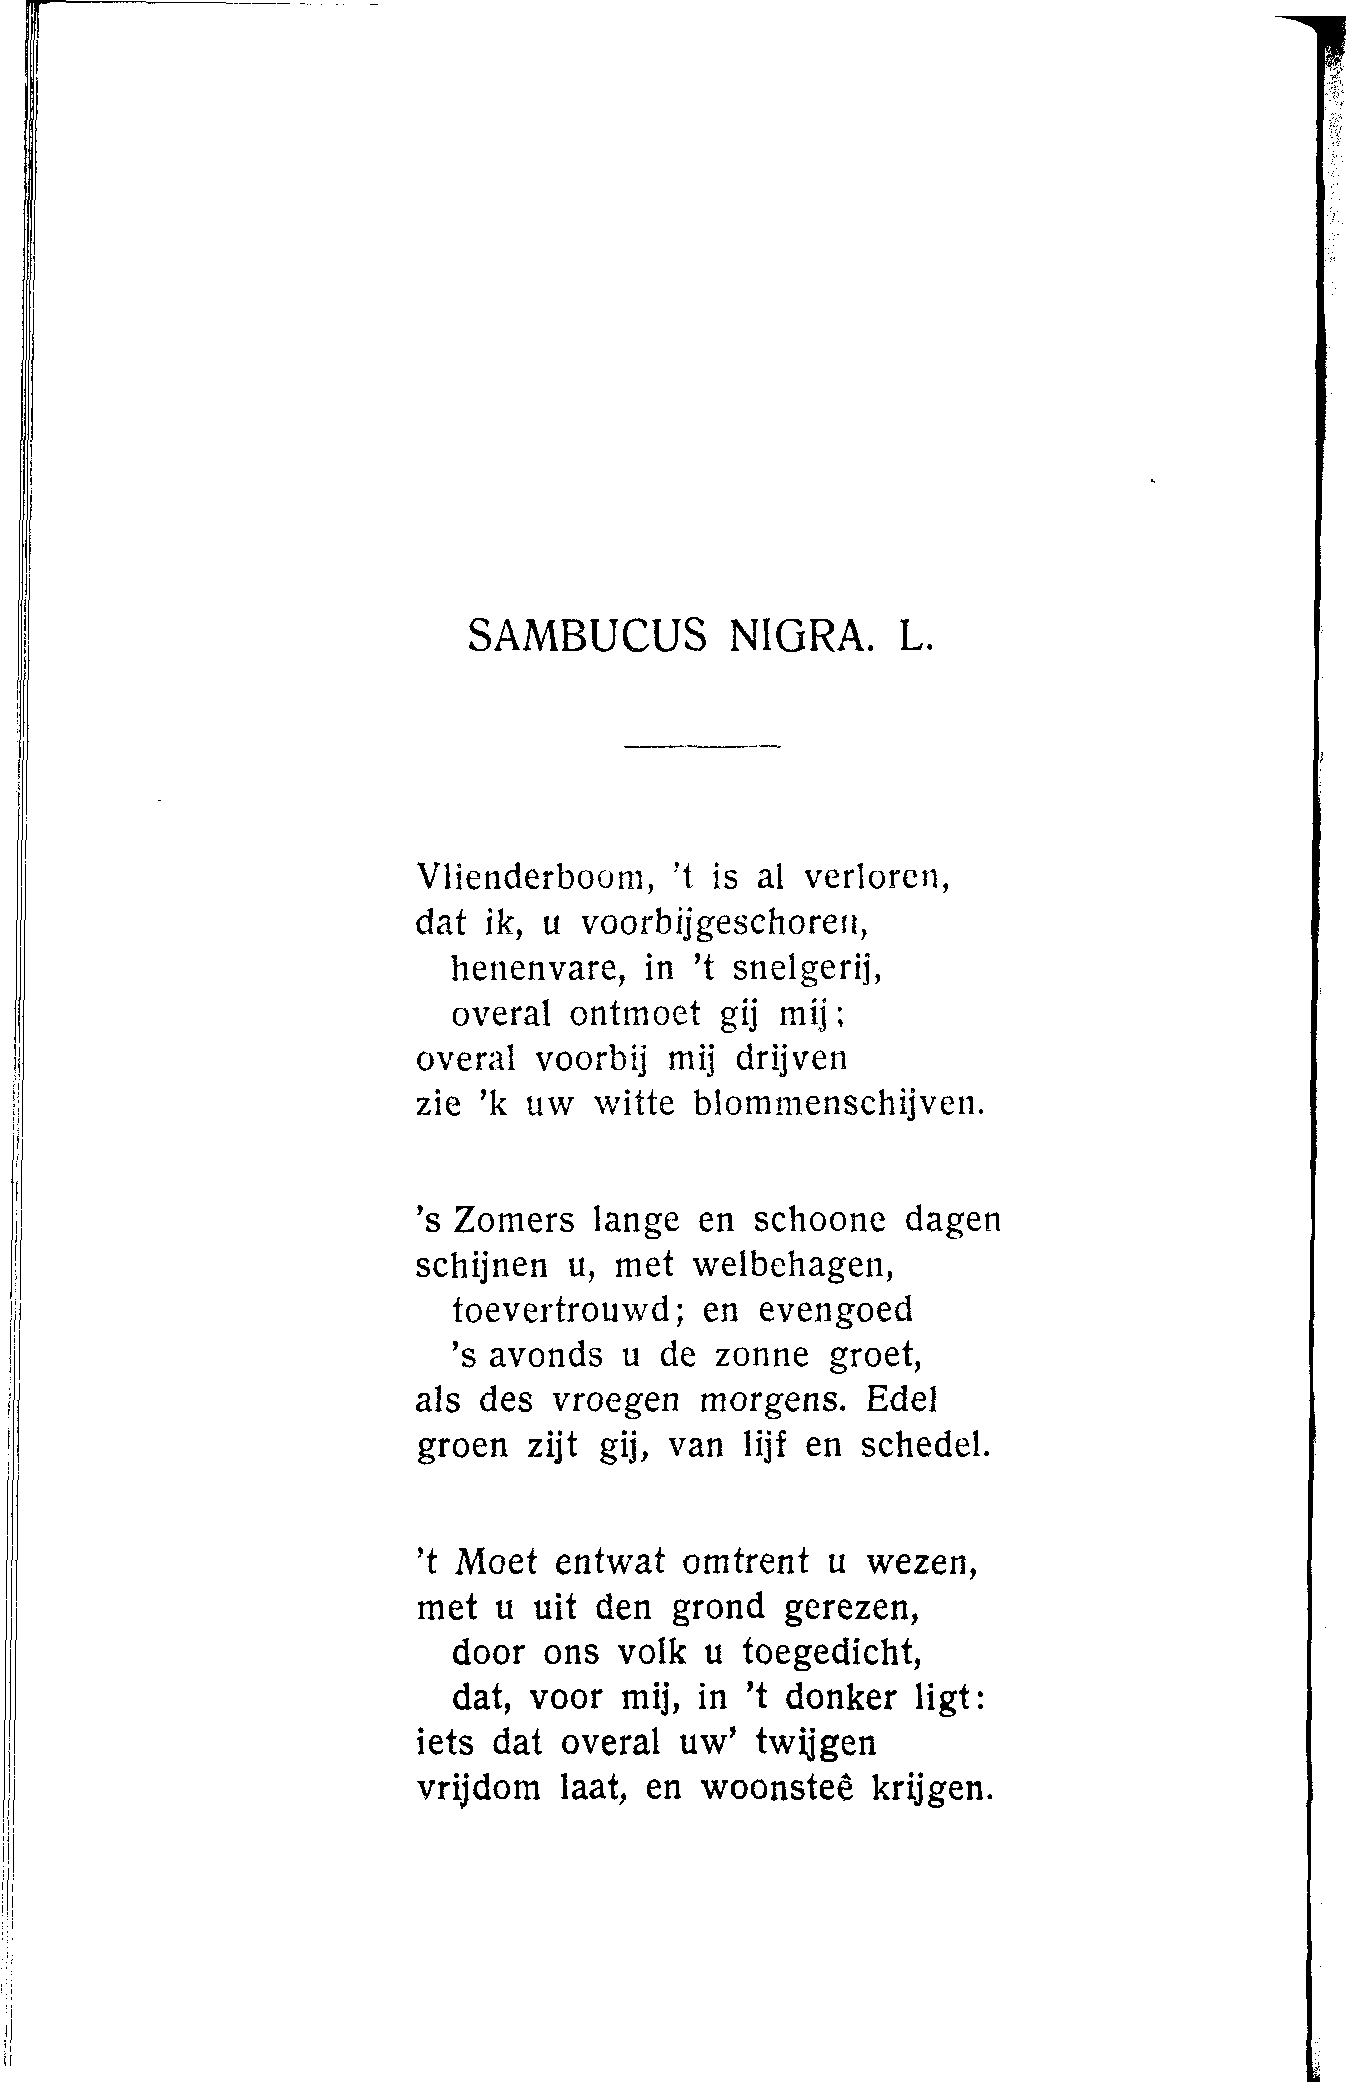 SAMBUCUS NIGRA. L.
Vlienderboom, 't is al verloren,
dat ik, u voorbijgeschoren,
henenvare, in 't snelgerij,
overal ontmoet gij mij;
overal voorbij mij drijven
zie 'k uw witte blommenschijven.
's Zomers lange en schoone dagen
schijnen u, met welbehagen,
toevertrouwd; en evengoed
's avonds u de zonne groet,
als des vroegen morgens. Edel
groen zijt gij, van lijf en schedel.
't Moet entwat omtrent u wezen,
met u uit den grond gerezen,
door ons volk u toegedicht,
dat, voor mij, in 't donker ligt:
iets dat overal uw' twijgen
vrijdom laat, en woonsteê krijgen.